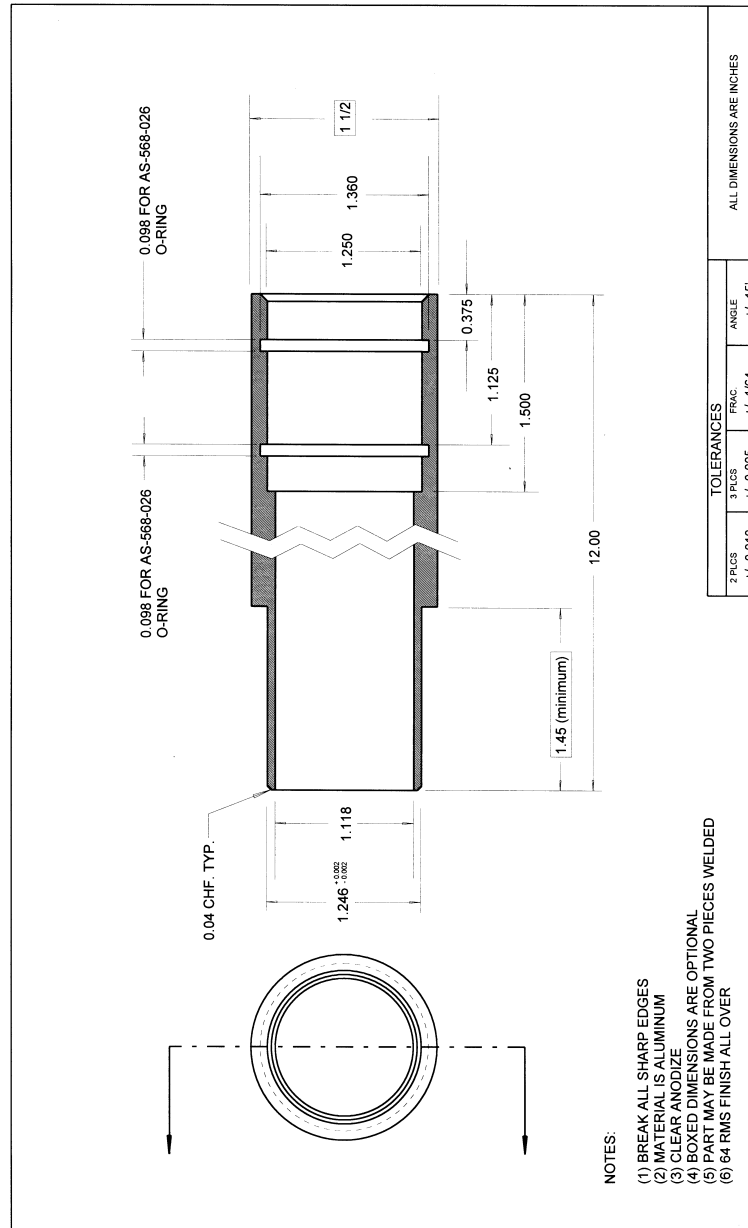 0.098 FOR AS-568-026
O-RING
0.098 FOR AS-568-026
O-RING
0.04 CHF. TYP.
1.246 +0.002
-0.002
1.118
1.250
1.360
1 1/2
0.375
1.125
1.500
1.45 (minimum)
12.00
NOTES:
(1) BREAK ALL SHARP EDGES
(2) MATERIAL IS ALUMINUM
(3) CLEAR ANODIZE
(4) BOXED DIMENSIONS ARE OPTIONAL
(5) PART MAY BE MADE FROM TWO PIECES WELDED
(6) 64 RMS FINISH ALL OVER
TOLERANCES
ALL DIMENSIONS ARE INCHES
2 PLCS
3 PLCS
FRAC.
ANGLE